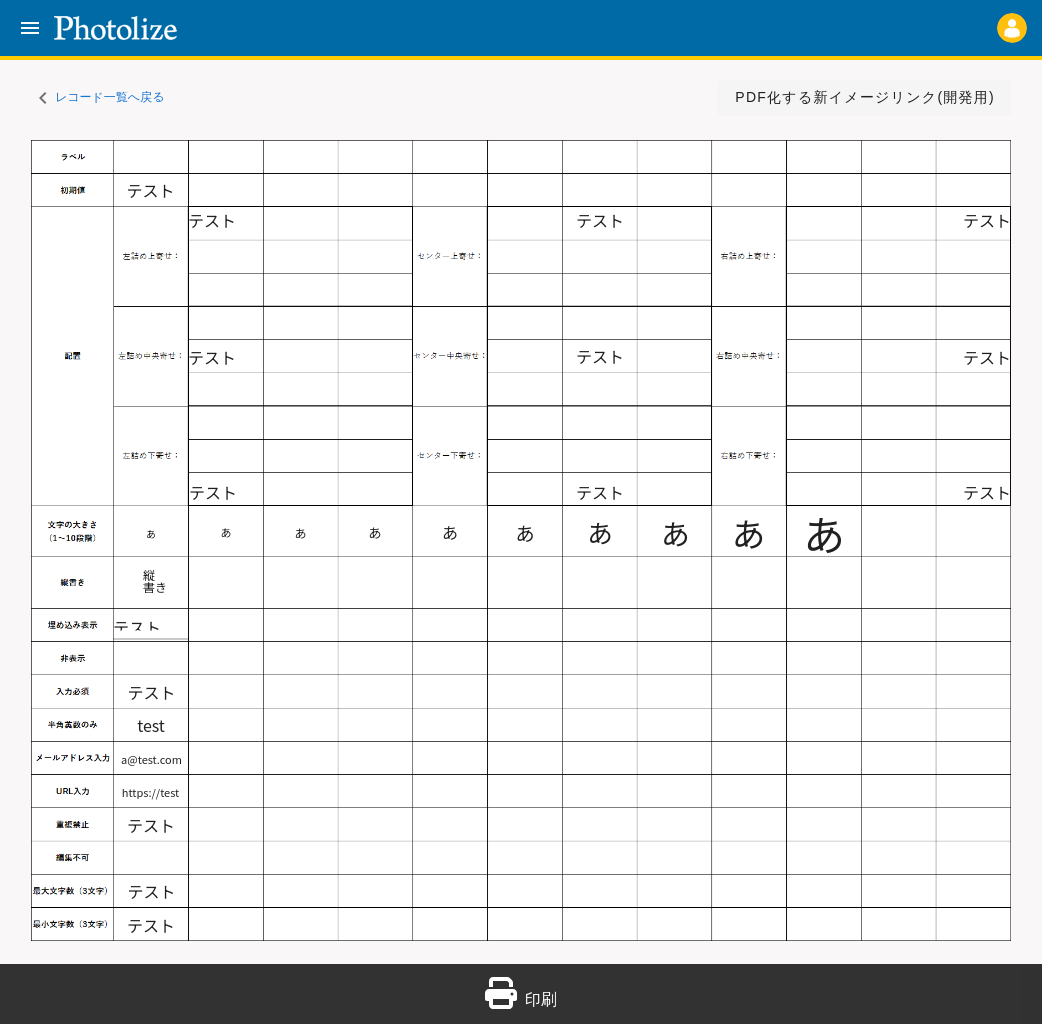 Photolize
レコード一覧へ戻る
PDF化する新イメージリンク(開発用)
ラベル
初期値 テスト
テスト テスト テスト
左詰め上寄せ： センター上寄せ： 右詰め上寄せ：
配置 左詰め中央寄せ： テスト センター中央寄せ： テスト 右詰め中央寄せ： テスト
左詰め下寄せ： センター下寄せ： 右詰め下寄せ：
テスト テスト テスト
文字の大きさ
（1～10段階） あ あ あ あ あ あ あ あ あ あ
縦書き 縦
書き
埋め込み表示 テスト
非表示
入力必須 テスト
半角英数のみ test
メールアドレス入力 a@test.com
URL入力 https://test
重複禁止 テスト
編集不可
最大文字数（3文字） テスト
最小文字数（3文字） テスト
印刷